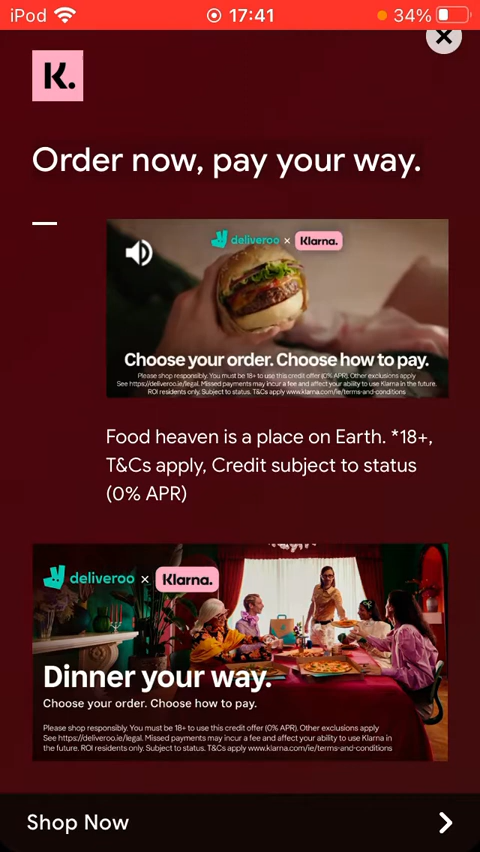 iPod 17:41 34%
K.
Order now, pay your way.
deliveroo × Klarna.
Choose your order. Choose how to pay.
Please shop responsibly. You must be 18+ to use this credit offer (0% APR). Other exclusions apply
See https://deliveroo.ie/legal. Missed payments may incur a fee and affect your ability to use Klarna in the future.
ROI residents only. Subject to status. T&Cs apply www.klarna.com/ie/terms-and-conditions
Food heaven is a place on Earth. *18+,
T&Cs apply, Credit subject to status
(0% APR)
deliveroo × Klarna.
Dinner your way.
Choose your order. Choose how to pay.
Please shop responsibly. You must be 18+ to use this credit offer (0% APR). Other exclusions apply
See https://deliveroo.ie/legal. Missed payments may incur a fee and affect your ability to use Klarna in
the future. ROI residents only. Subject to status. T&Cs apply www.klarna.com/ie/terms-and-conditions
Shop Now